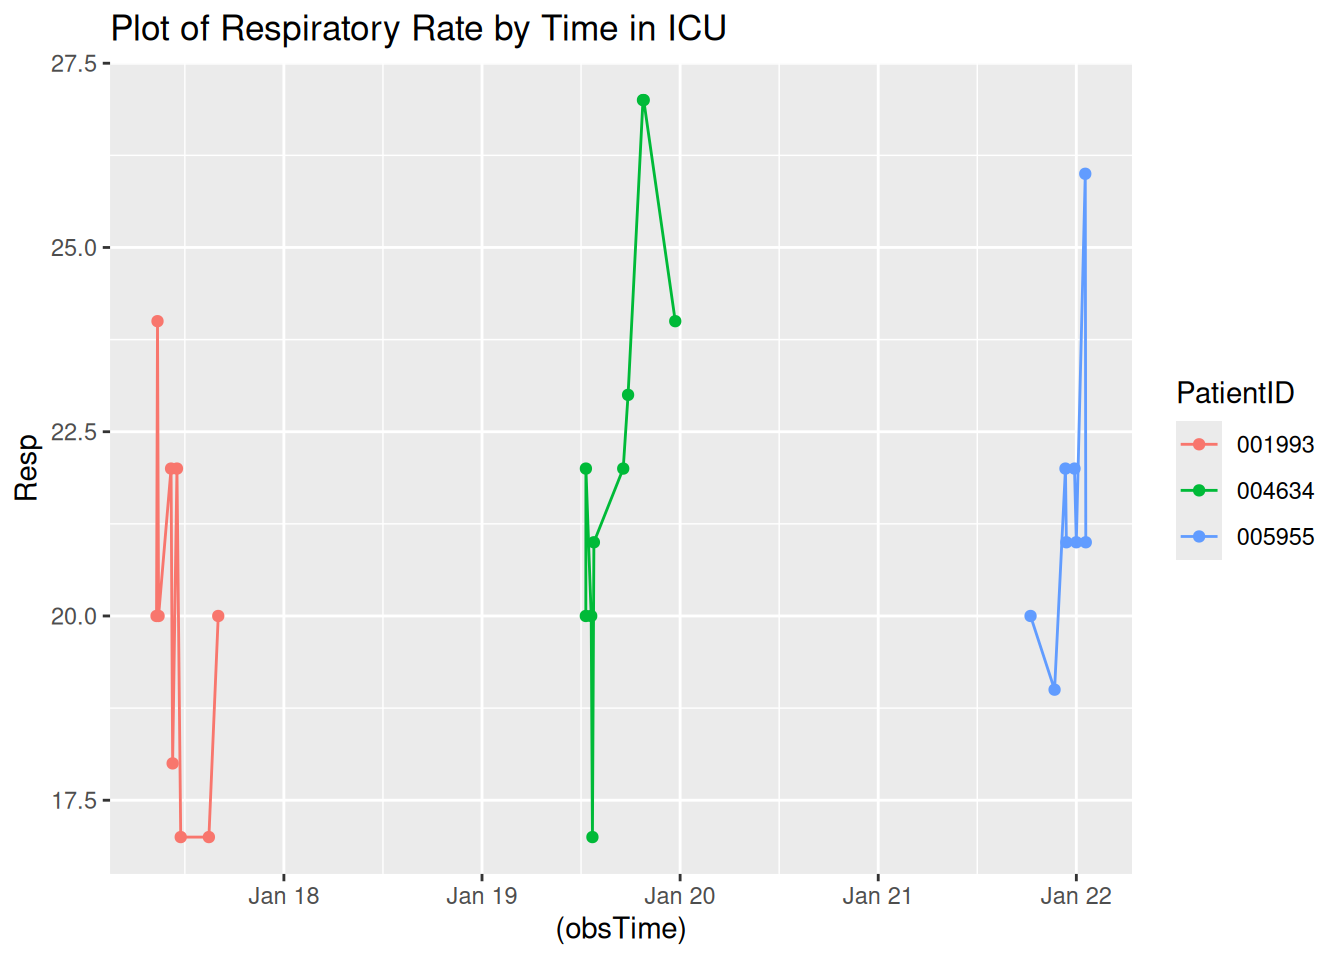 Plot of Respiratory Rate by Time in ICU
27.5
25.0
22.5
20.0
17.5
Resp
Jan 18 Jan 19 Jan 20 Jan 21 Jan 22
(obsTime)
PatientID
001993
004634
005955